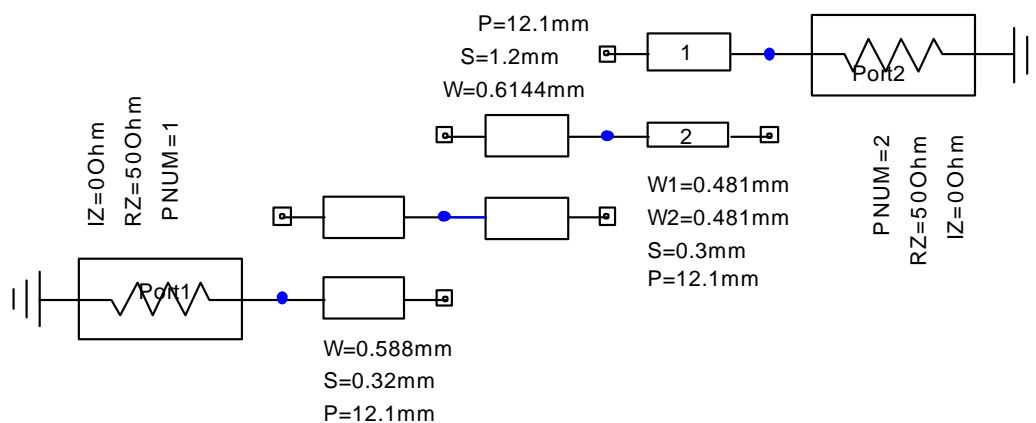 P=12.1mm
S=1.2mm
W=0.6144mm
1
Port2
2
W1=0.481mm
W2=0.481mm
S=0.3mm
P=12.1mm
PNUM=2
RZ=50Ohm
IZ=0Ohm
IZ=0Ohm
RZ=50Ohm
PNUM=1
Port1
W=0.588mm
S=0.32mm
P=12.1mm